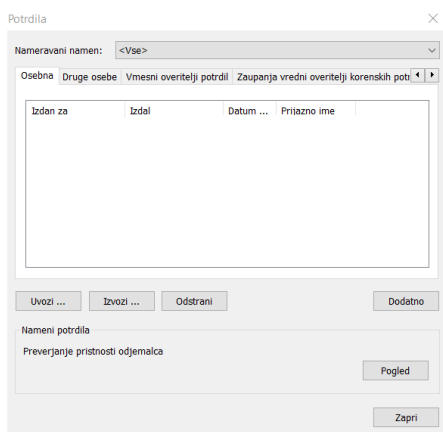 Potrdila
Nameravani namen: <Vse>
Osebna Druge osebe Vmesni overitelji potrdil Zaupanja vredni overitelji korenskih
Izdan za Izdal Datum ... Prijazno ime
Uvozi ... Izvozi ... Odstrani Dodatno
Nameni potrdila
Preverjanje pristnosti odjemalca
Pogled
Zapri